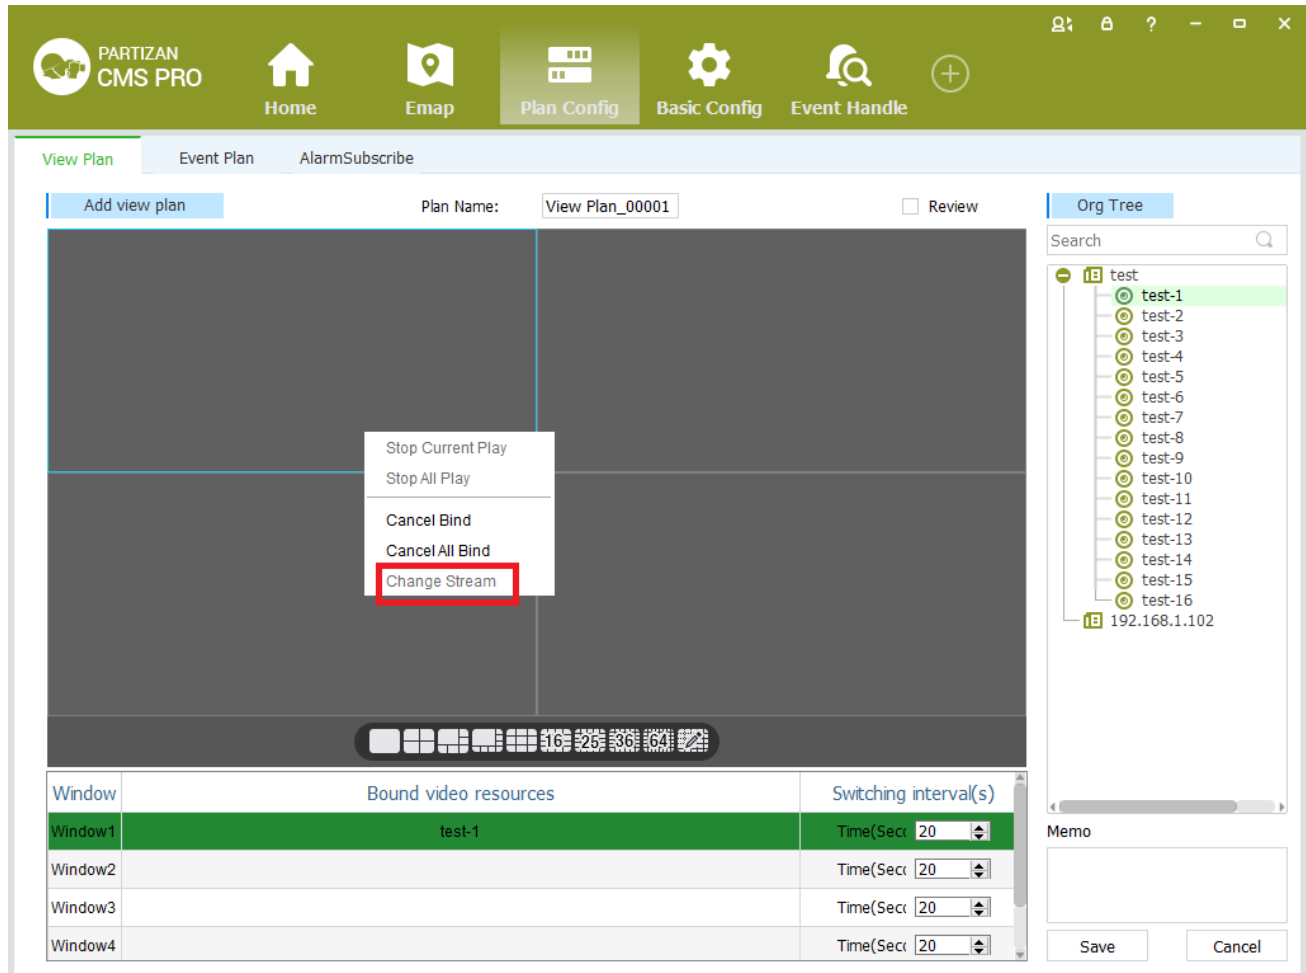 PARTIZAN
CMS PRO
Home
Emap
Plan Config
Basic Config
Event Handle
?
View Plan
Event Plan
AlarmSubscribe
Add view plan
Plan Name:
View Plan_00001
Review
Org Tree
Search
test
test-1
test-2
test-3
test-4
test-5
test-6
test-7
test-8
test-9
test-10
test-11
test-12
test-13
test-14
test-15
test-16
192.168.1.102
Stop Current Play
Stop All Play
Cancel Bind
Cancel All Bind
Change Stream
16 25 36 64
Window Bound video resources Switching interval(s)
Window1 test-1 Time(Sec 20
Window2 Time(Sec 20
Window3 Time(Sec 20
Window4 Time(Sec 20
Memo
Save
Cancel